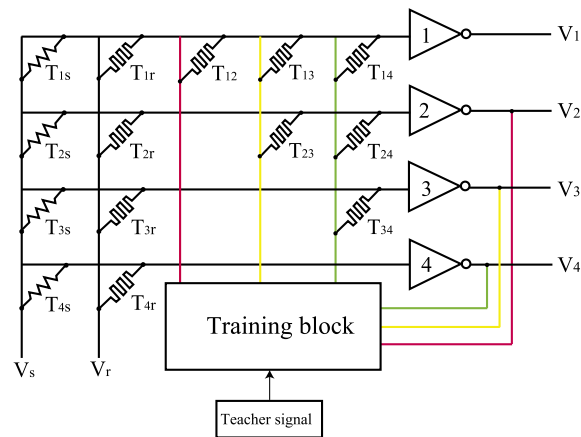 1 V1
T1s T1r T12 T13 T14
2 V2
T2s T2r T23 T24
3 V3
T3s T3r T34
4 V4
T4s T4r
Training block
Vs Vr
Teacher signal